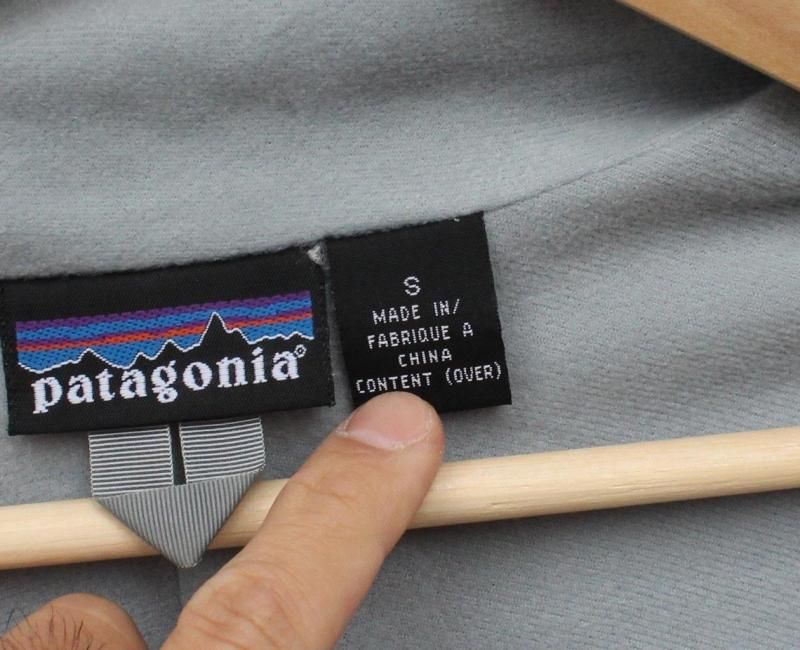 patagonia®
S
MADE IN/
FABRIQUE A
CHINA
CONTENT (OVER)